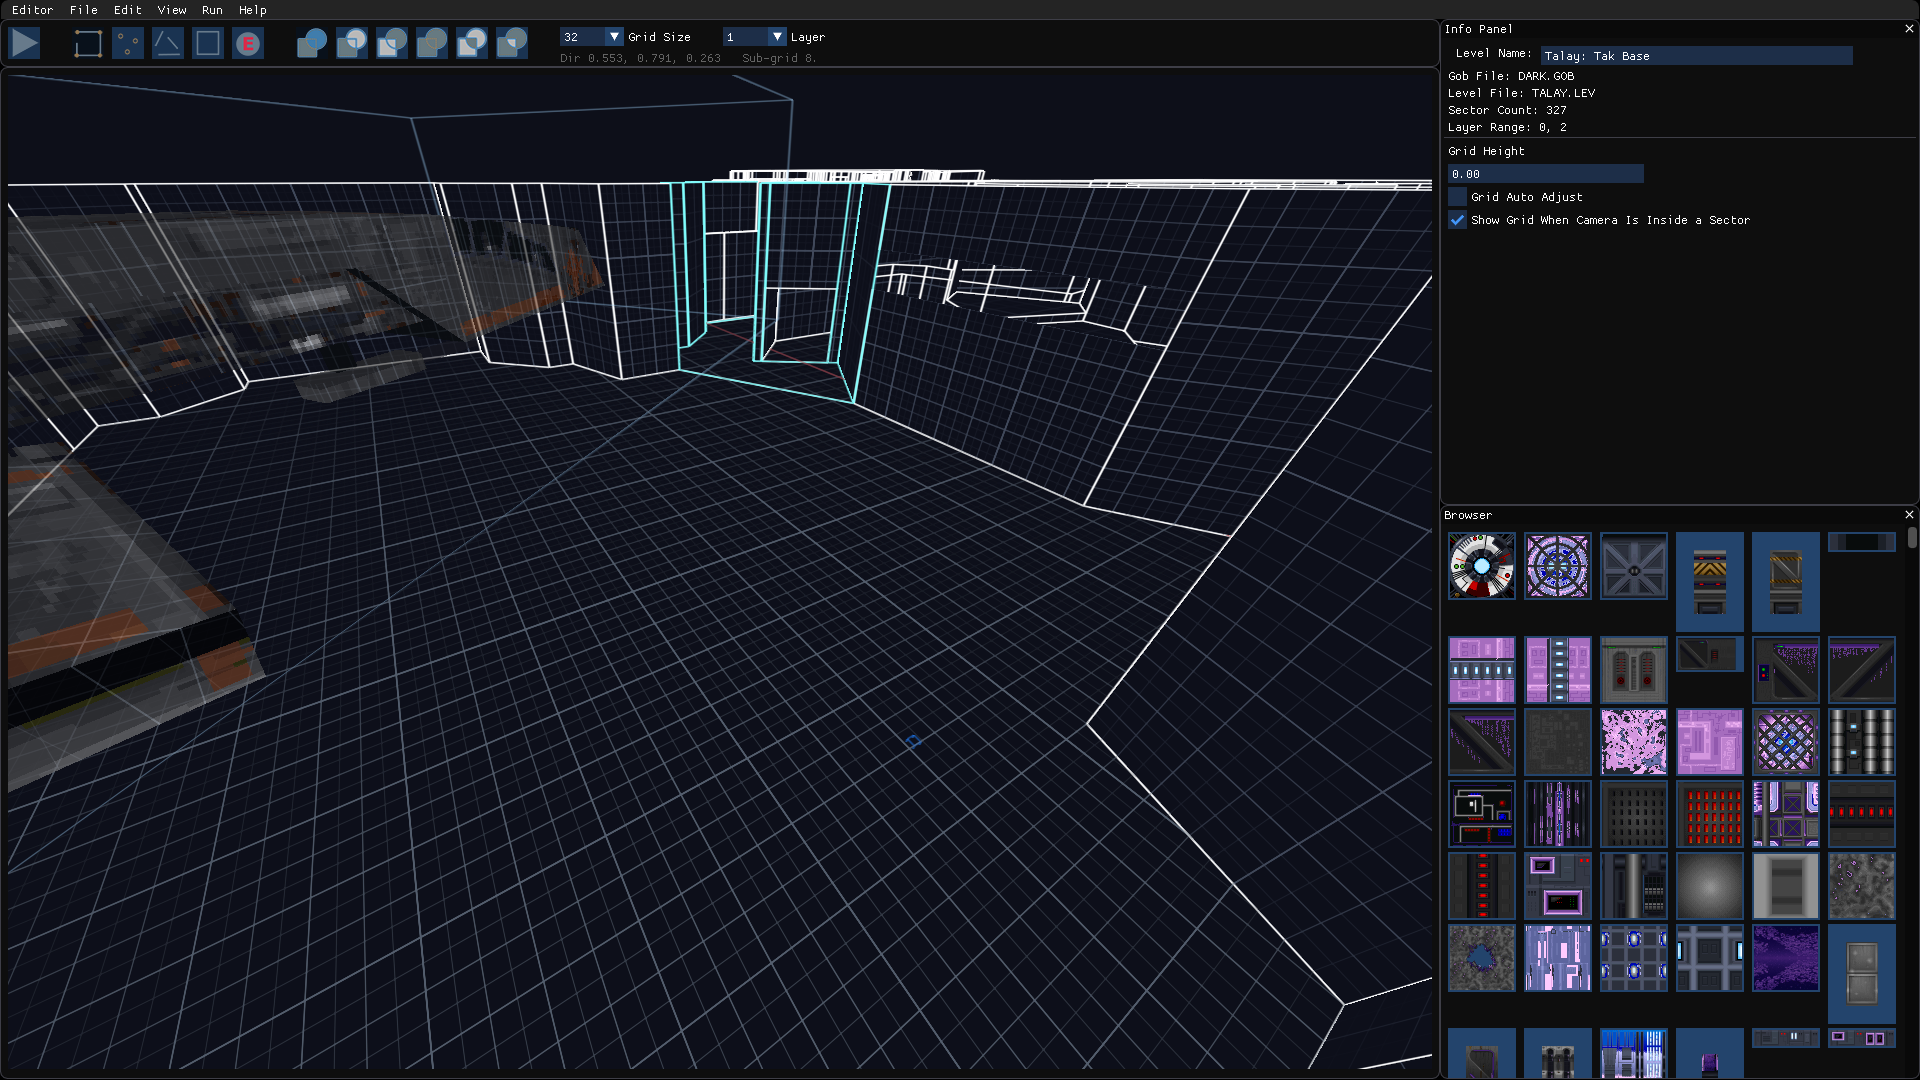 Editor File Edit View Run Help
E
32 Grid Size 1 Layer
Dir 0.553, 0.791, 0.263 Sub-grid 8.
Info Panel
Level Name: Talay: Tak Base
Gob File: DARK.GOB
Level File: TALAY.LEV
Sector Count: 327
Layer Range: 0, 2
Grid Height
0.00
Grid Auto Adjust
Show Grid When Camera Is Inside a Sector
Browser